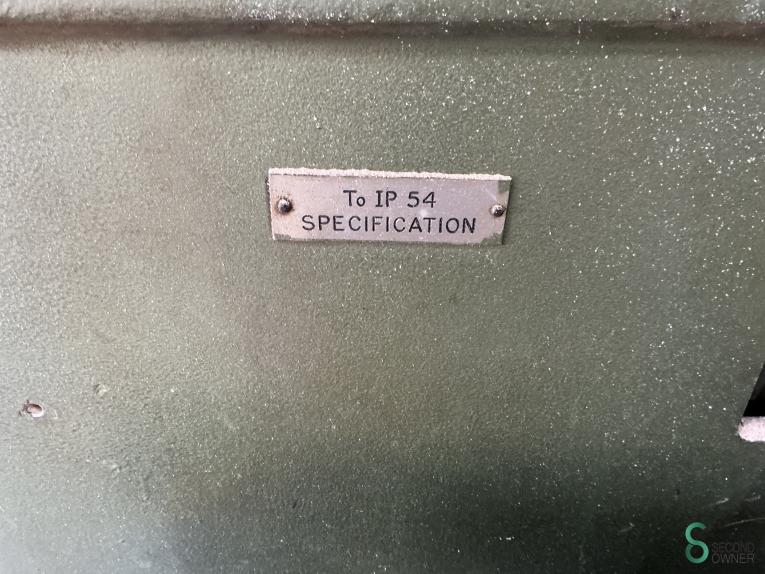 To IP 54
SPECIFICATION
SECOND
OWNER